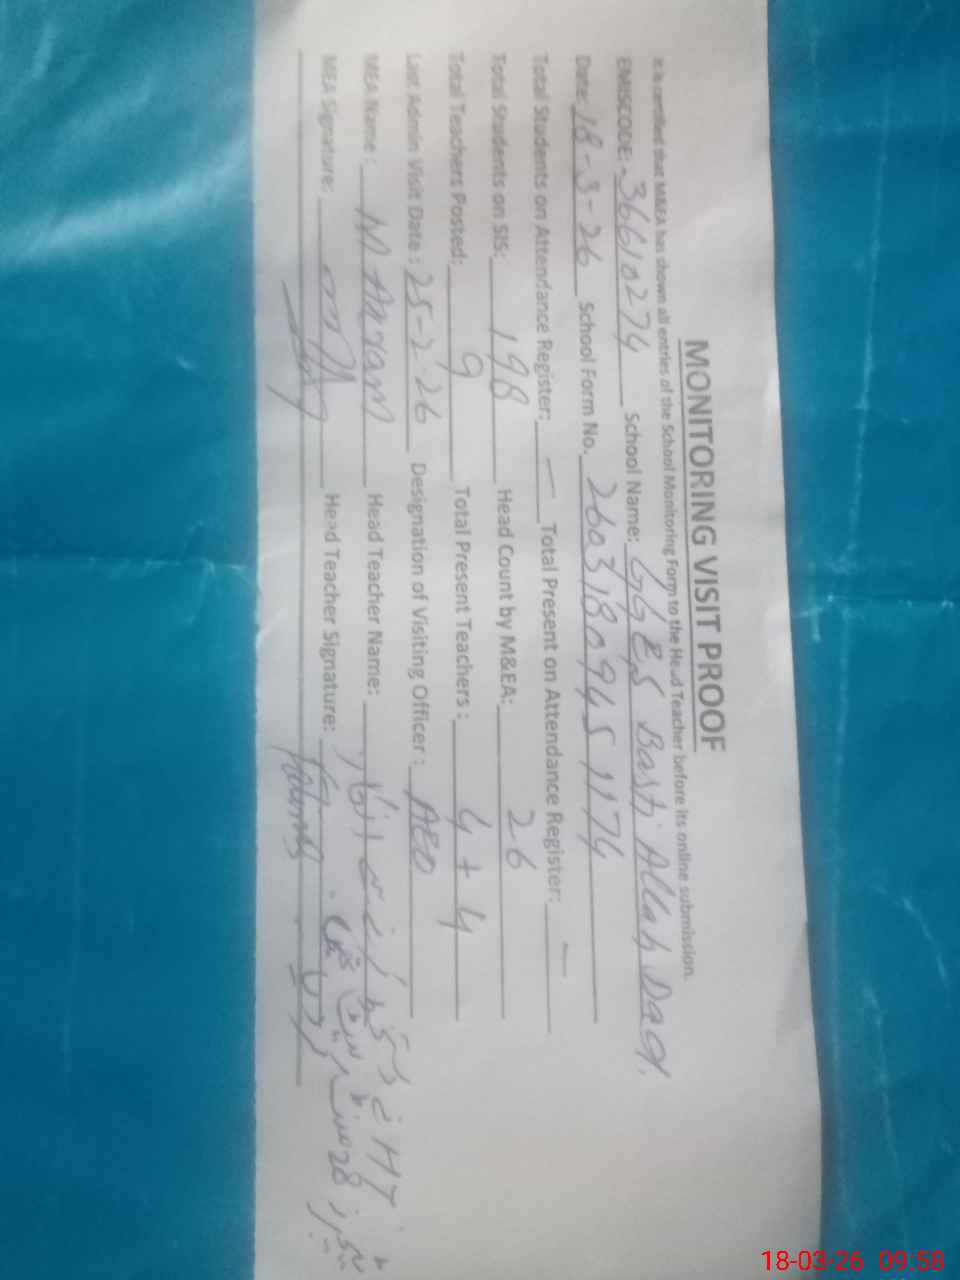 MONITORING VISIT PROOF
It is certified that M&EA has shown all entries of the School Monitoring Form to the Head Teacher before its online submission.
EMISCODE: 36610274 School Name: GGES Basti Allah Dad.
Date: 18-3-26 School Form No. 26031809451174
Total Students on Attendance Register: — Total Present on Attendance Register: —
Total Students on SIS: 198 Head Count by M&EA: 26
Total Teachers Posted: 9 Total Present Teachers: 4+4
Last Admin Visit Date: 25-2-26 Designation of Visiting Officer: AEO
MEA Name: M Akram Head Teacher Name:
MEA Signature: Head Teacher Signature:
HT
28
18-03-26 09:58